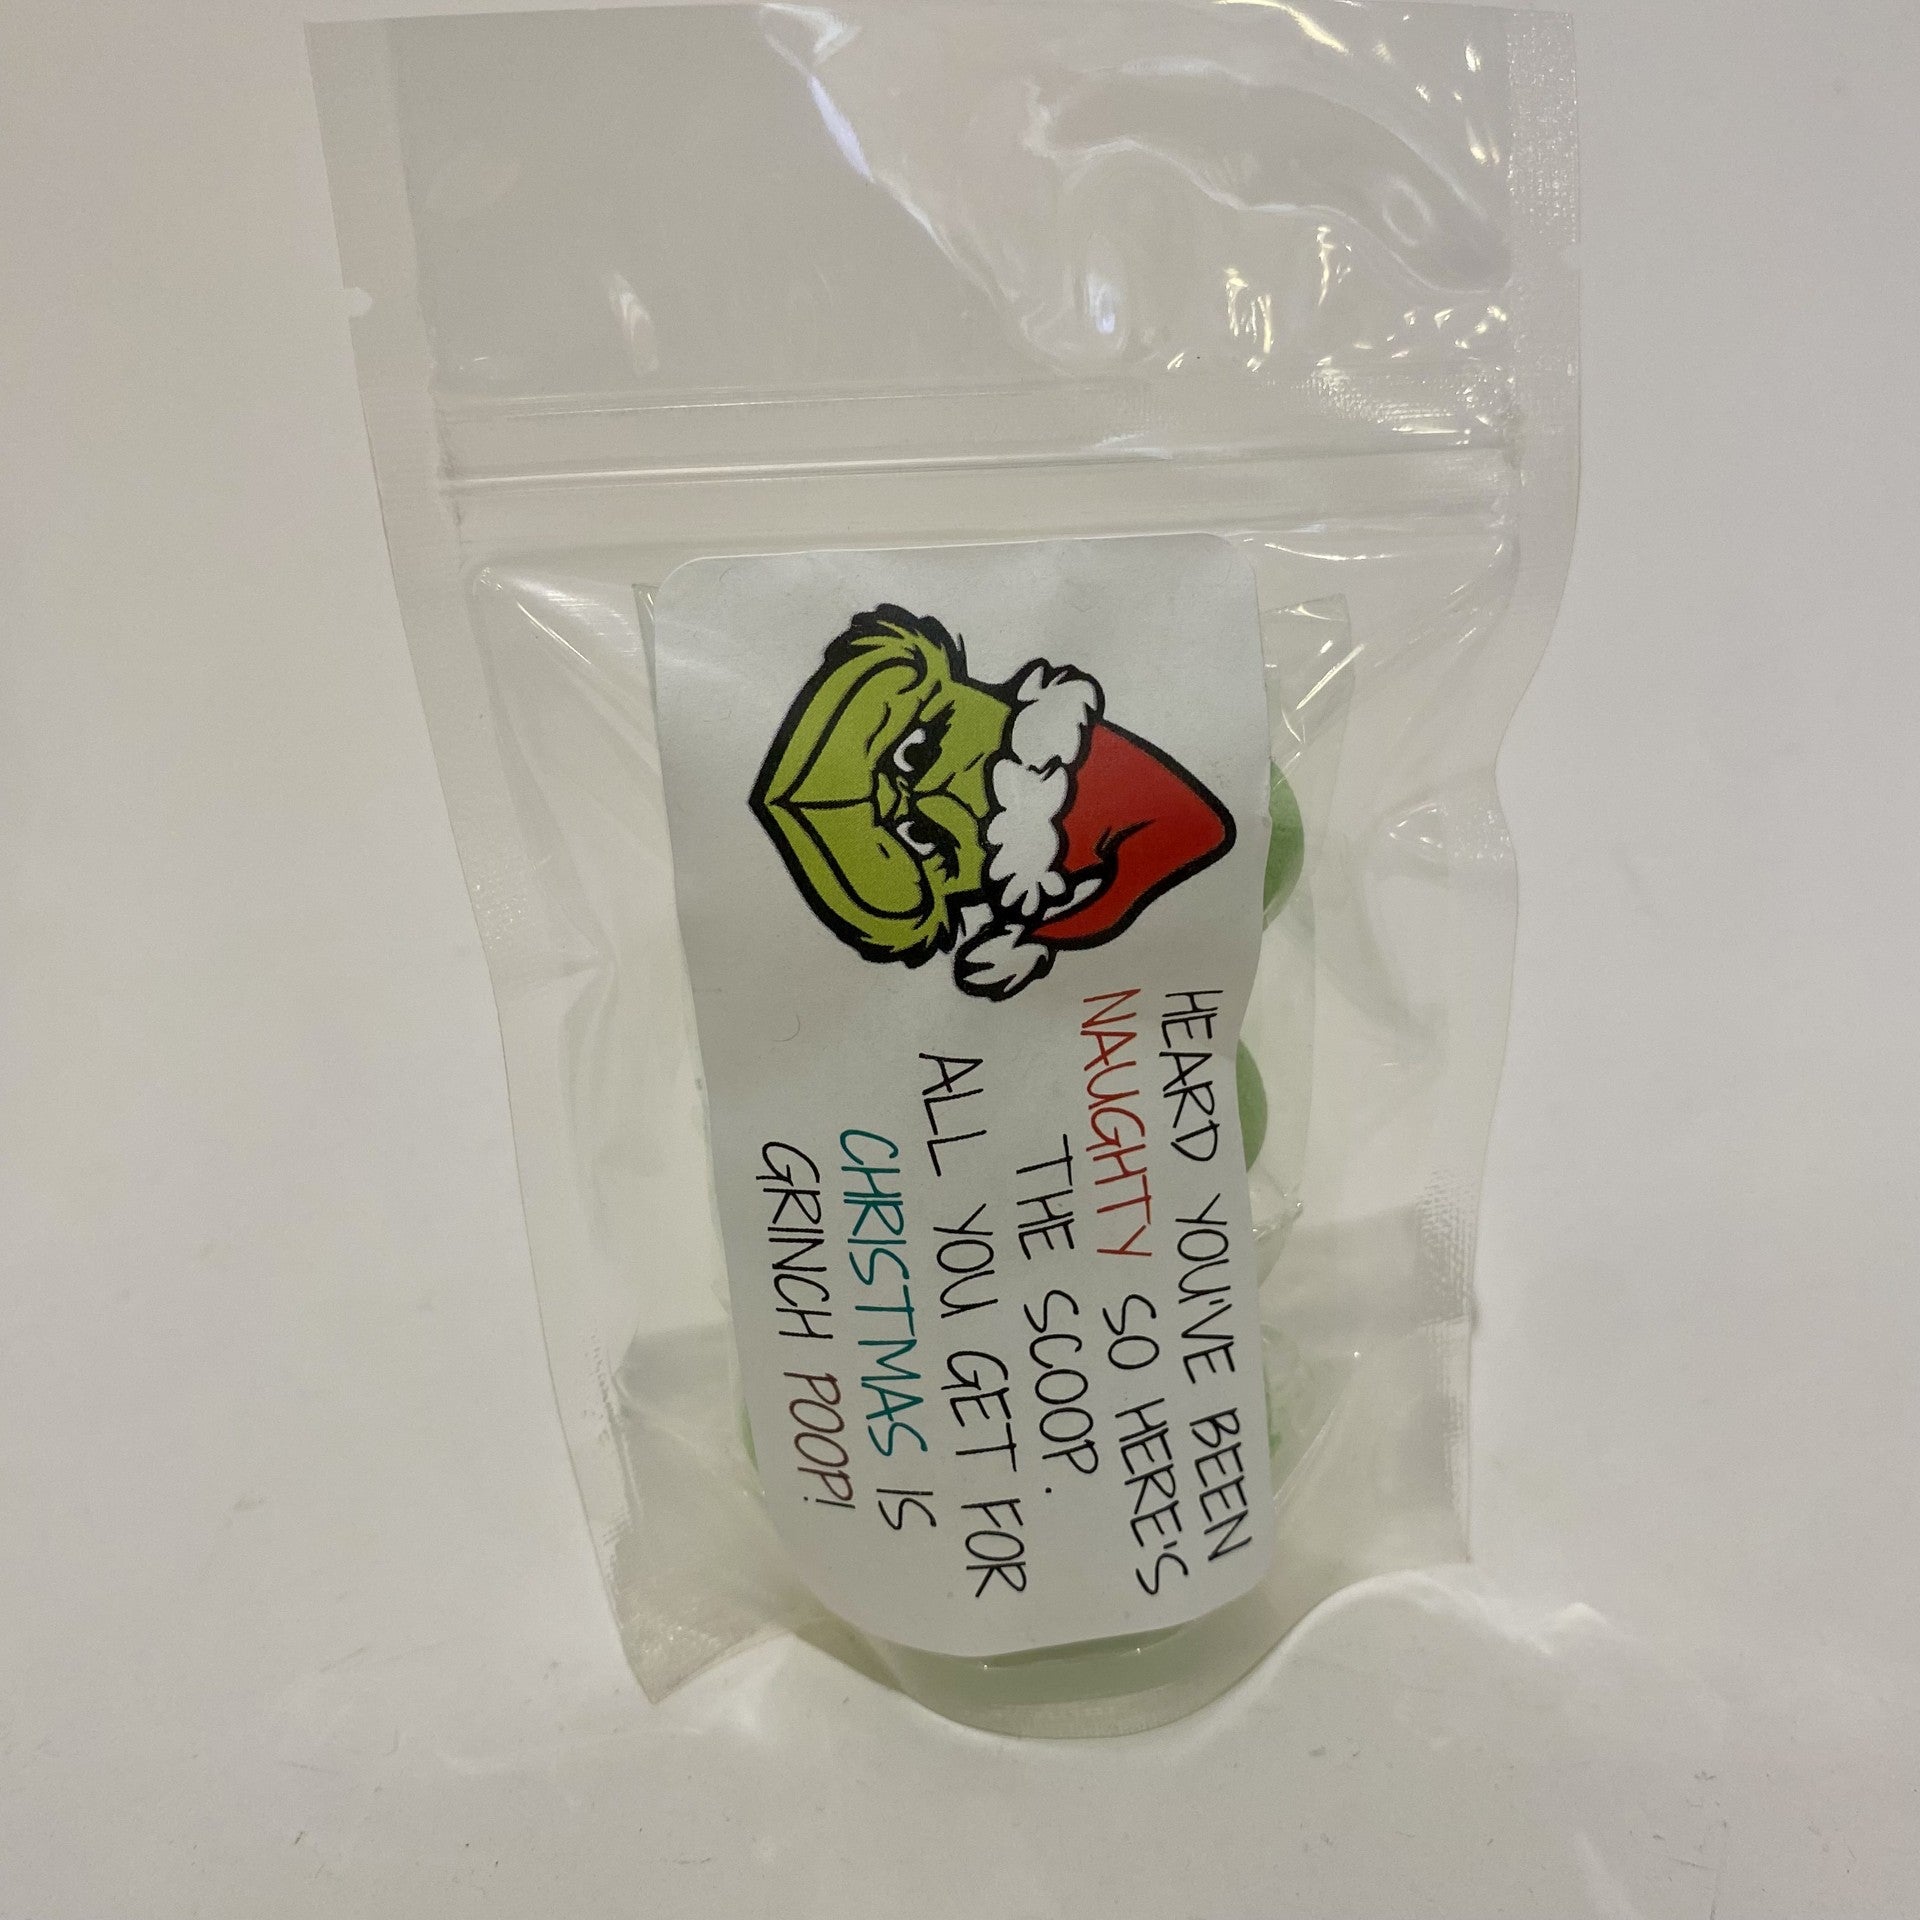 HEARD YOU'VE BEEN
NAUGHTY SO HERE'S
THE SCOOP.
ALL YOU GET FOR
CHRISTMAS IS
GRINCH POOP!